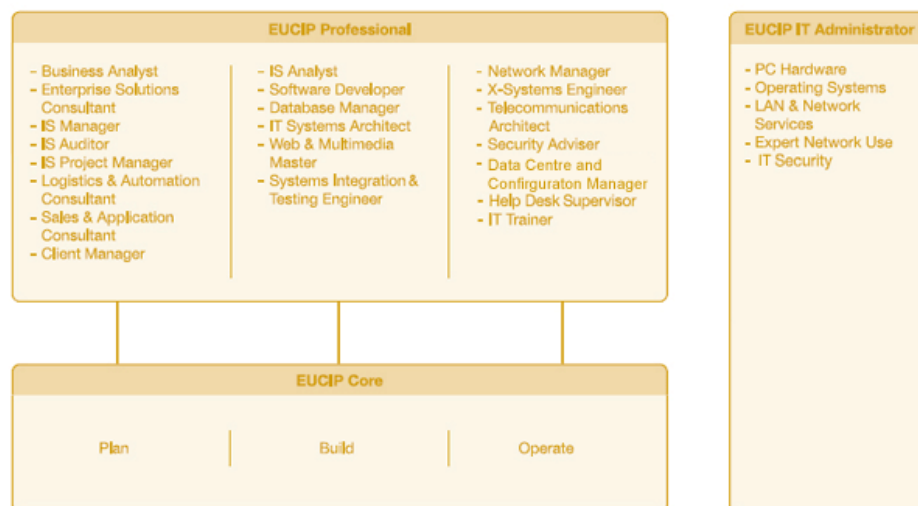 EUCIP Professional
- Business Analyst
- Enterprise Solutions
Consultant
- IS Manager
- IS Auditor
- IS Project Manager
- Logistics & Automation
Consultant
- Sales & Application
Consultant
- Client Manager
- IS Analyst
- Software Developer
- Database Manager
- IT Systems Architect
- Web & Multimedia
Master
- Systems Integration &
Testing Engineer
- Network Manager
- X-Systems Engineer
- Telecommunications
Architect
- Security Adviser
- Data Centre and
Confirguraton Manager
- Help Desk Supervisor
- IT Trainer
EUCIP IT Administrator
- PC Hardware
- Operating Systems
- LAN & Network
Services
- Expert Network Use
- IT Security
EUCIP Core
Plan
Build
Operate